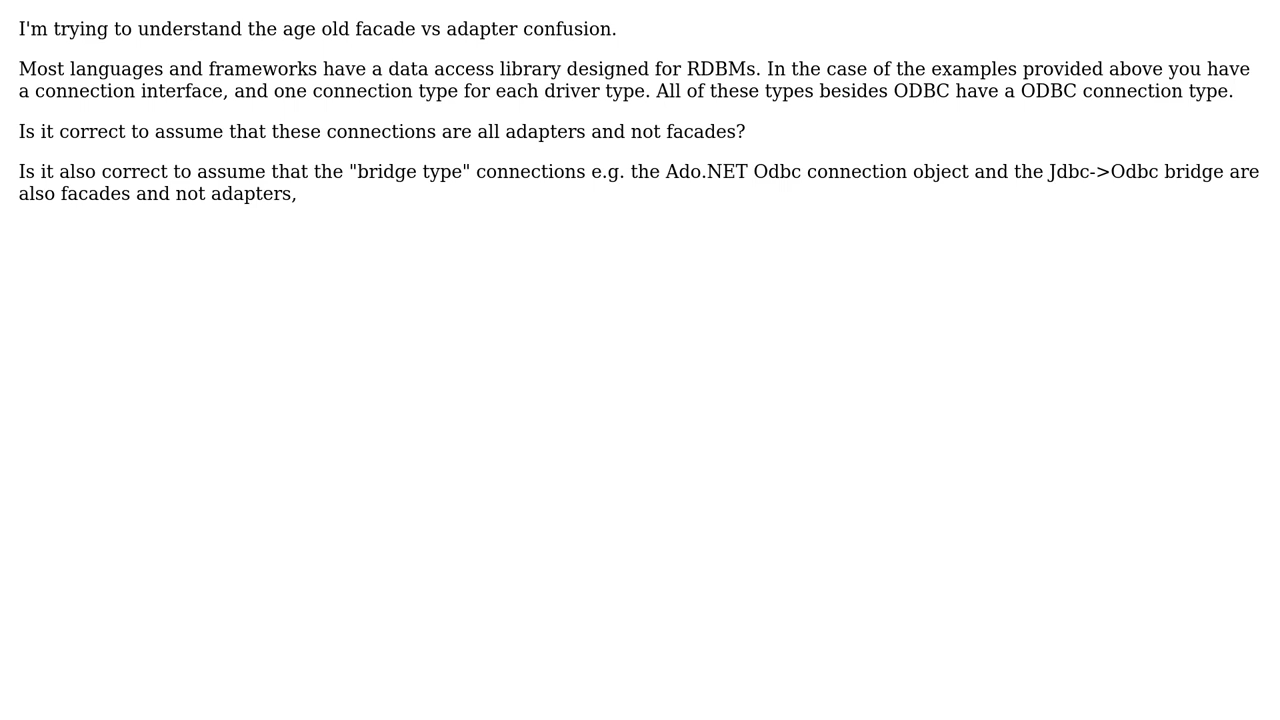 I'm trying to understand the age old facade vs adapter confusion.
Most languages and frameworks have a data access library designed for RDBMs. In the case of the examples provided above you have
a connection interface, and one connection type for each driver type. All of these types besides ODBC have a ODBC connection type.
Is it correct to assume that these connections are all adapters and not facades?
Is it also correct to assume that the "bridge type" connections e.g. the Ado.NET Odbc connection object and the Jdbc->Odbc bridge are
also facades and not adapters,